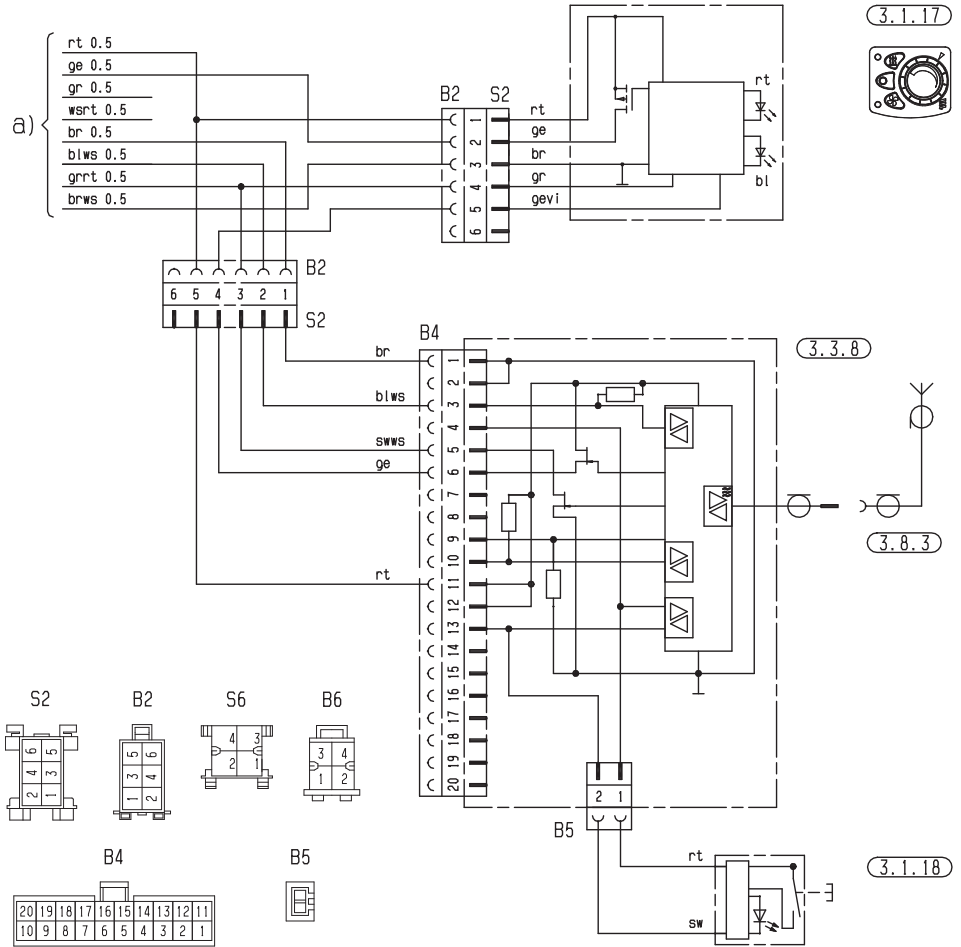 3.1.17
rt 0.5
ge 0.5
gr 0.5
wsrt 0.5
br 0.5
blws 0.5
grrt 0.5
brws 0.5
a)
B2 S2
1 rt
2 ge
3 br
4 gr
5 gevi
6
rt
bl
B2
6 5 4 3 2 1
S2
B4
3.3.8
br
blws
swws
ge
rt
1
2
3
4
5
6
7
8
9
10
11
12
13
14
15
16
17
18
19
20
3.8.3
2 1
B5
rt
sw
3.1.18
S2 B2 S6 B6
6 5
4 3
2 1
5 6
3 4
1 2
4 3
2 1
3 4
1 2
B4 B5
20 19 18 17 16 15 14 13 12 11
10 9 8 7 6 5 4 3 2 1